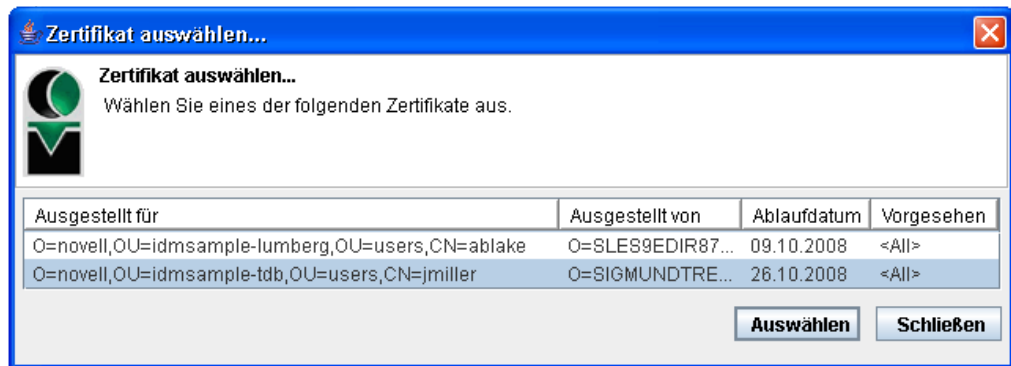 Zertifikat auswählen...
Zertifikat auswählen...
Wählen Sie eines der folgenden Zertifikate aus.
Ausgestellt für Ausgestellt von Ablaufdatum Vorgesehen
O=novell,OU=idmsample-lumberg,OU=users,CN=ablake O=SLES9EDIR87... 09.10.2008 <All>
O=novell,OU=idmsample-tdb,OU=users,CN=jmiller O=SIGMUNDTRE... 26.10.2008 <All>
Auswählen Schließen